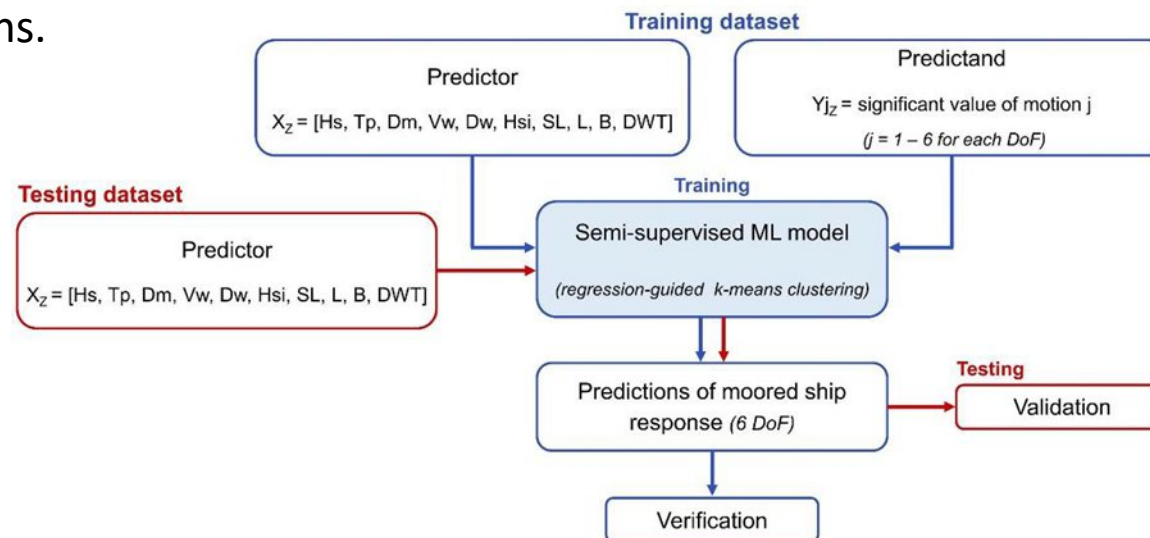 ns.
Training dataset
Predictor
X_Z = [Hs, Tp, Dm, Vw, Dw, Hsi, SL, L, B, DWT]
Predictand
Yj_Z = significant value of motion j
(j = 1 – 6 for each DoF)
Testing dataset
Predictor
X_Z = [Hs, Tp, Dm, Vw, Dw, Hsi, SL, L, B, DWT]
Training
Semi-supervised ML model
(regression-guided k-means clustering)
Predictions of moored ship
response (6 DoF)
Testing
Validation
Verification